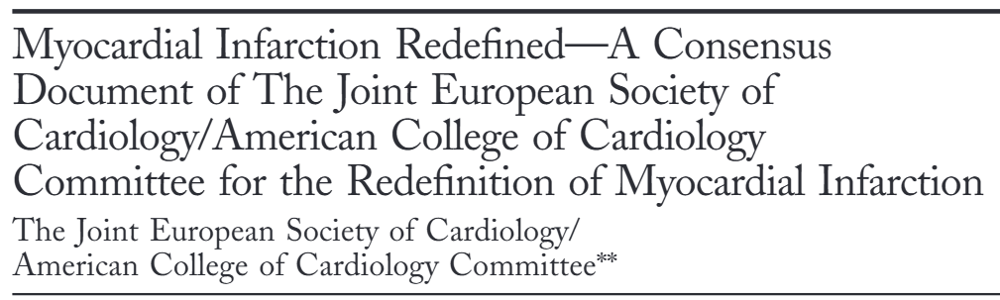 Myocardial Infarction Redefined—A Consensus
Document of The Joint European Society of
Cardiology/American College of Cardiology
Committee for the Redefinition of Myocardial Infarction
The Joint European Society of Cardiology/
American College of Cardiology Committee**